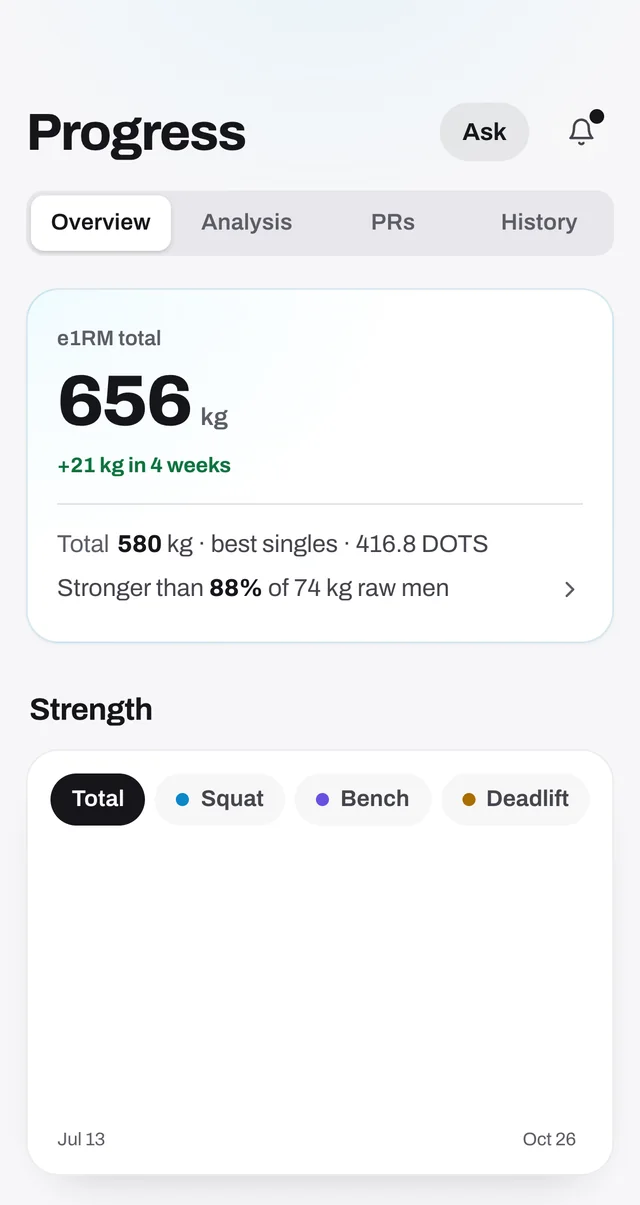 Progress
Ask
Overview
Analysis
PRs
History
e1RM total
656 kg
+21 kg in 4 weeks
Total 580 kg · best singles · 416.8 DOTS
Stronger than 88% of 74 kg raw men
Strength
Total
Squat
Bench
Deadlift
Jul 13
Oct 26